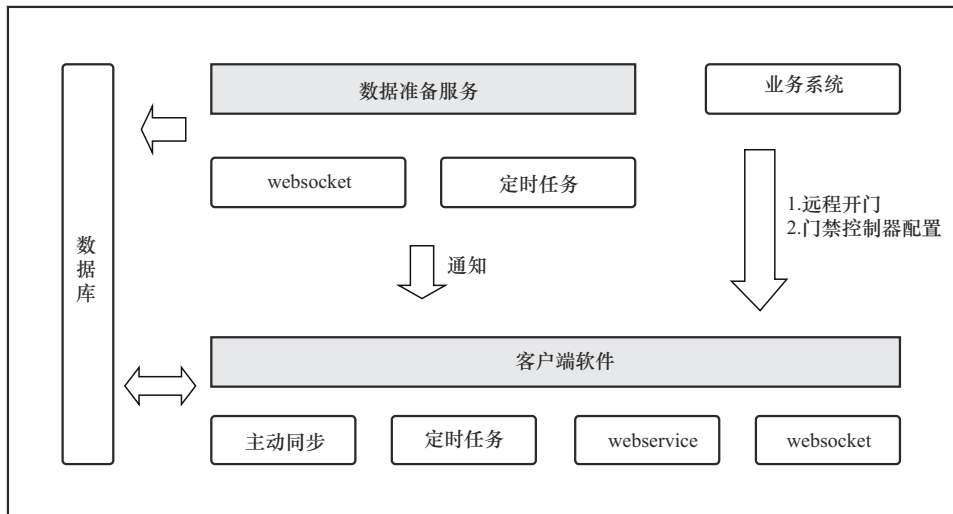 数据准备服务
业务系统
websocket
定时任务
1.远程开门
2.门禁控制器配置
数据库
通知
客户端软件
主动同步
定时任务
webservice
websocket